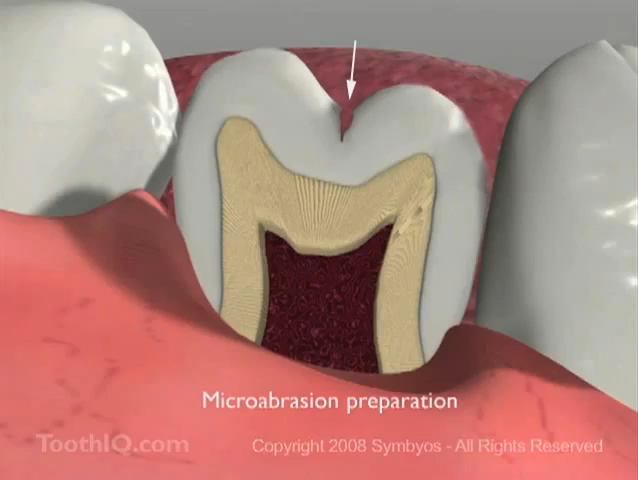 Microabrasion preparation
ToothIQ.com
Copyright 2008 Symbyos - All Rights Reserved